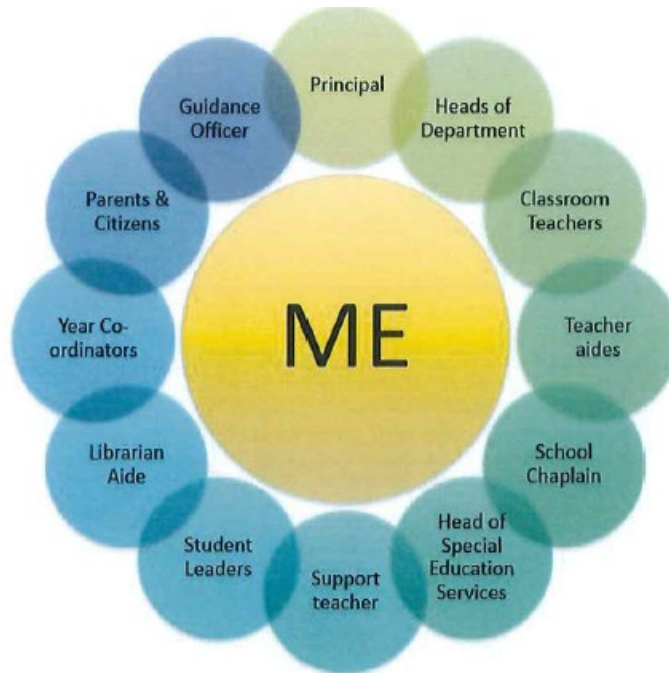 Principal
Heads of
Department
Classroom
Teachers
Teacher
aides
School
Chaplain
Head of
Special
Education
Services
Support
teacher
Student
Leaders
Librarian
Aide
Year Co-
ordinators
Parents &
Citizens
Guidance
Officer
ME